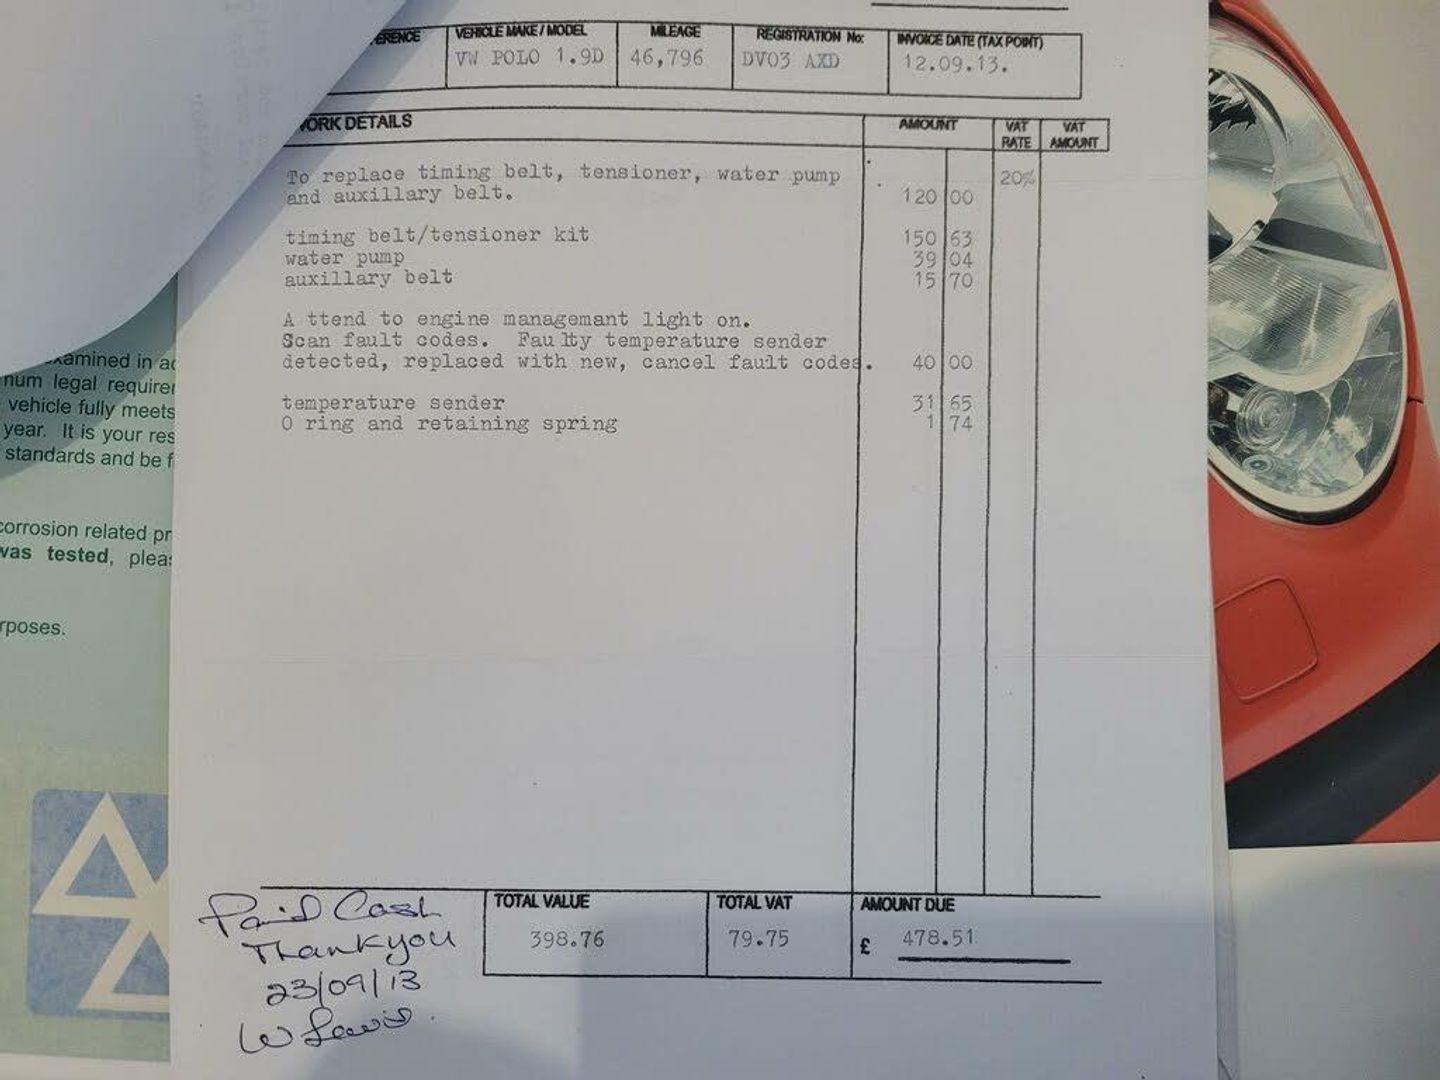 ERENCE VEHICLE MAKE / MODEL MILEAGE REGISTRATION No: INVOICE DATE (TAX POINT)
VW POLO 1.9D 46,796 DV03 AXD 12.09.13.
ORK DETAILS AMOUNT VAT RATE VAT AMOUNT
To replace timing belt, tensioner, water pump 20%
and auxillary belt. 120 00
timing belt/tensioner kit 150 63
water pump 39 04
auxillary belt 15 70
A ttend to engine managemant light on.
Scan fault codes. Faulty temperature sender
detected, replaced with new, cancel fault codes. 40 00
temperature sender 31 65
O ring and retaining spring 1 74
TOTAL VALUE TOTAL VAT AMOUNT DUE
398.76 79.75 £ 478.51
Paid Cash
Thankyou
23/09/13
W
xamined in ac
num legal requirer
vehicle fully meets
year. It is your res
standards and be f
corrosion related pr
was tested, pleas
rposes.